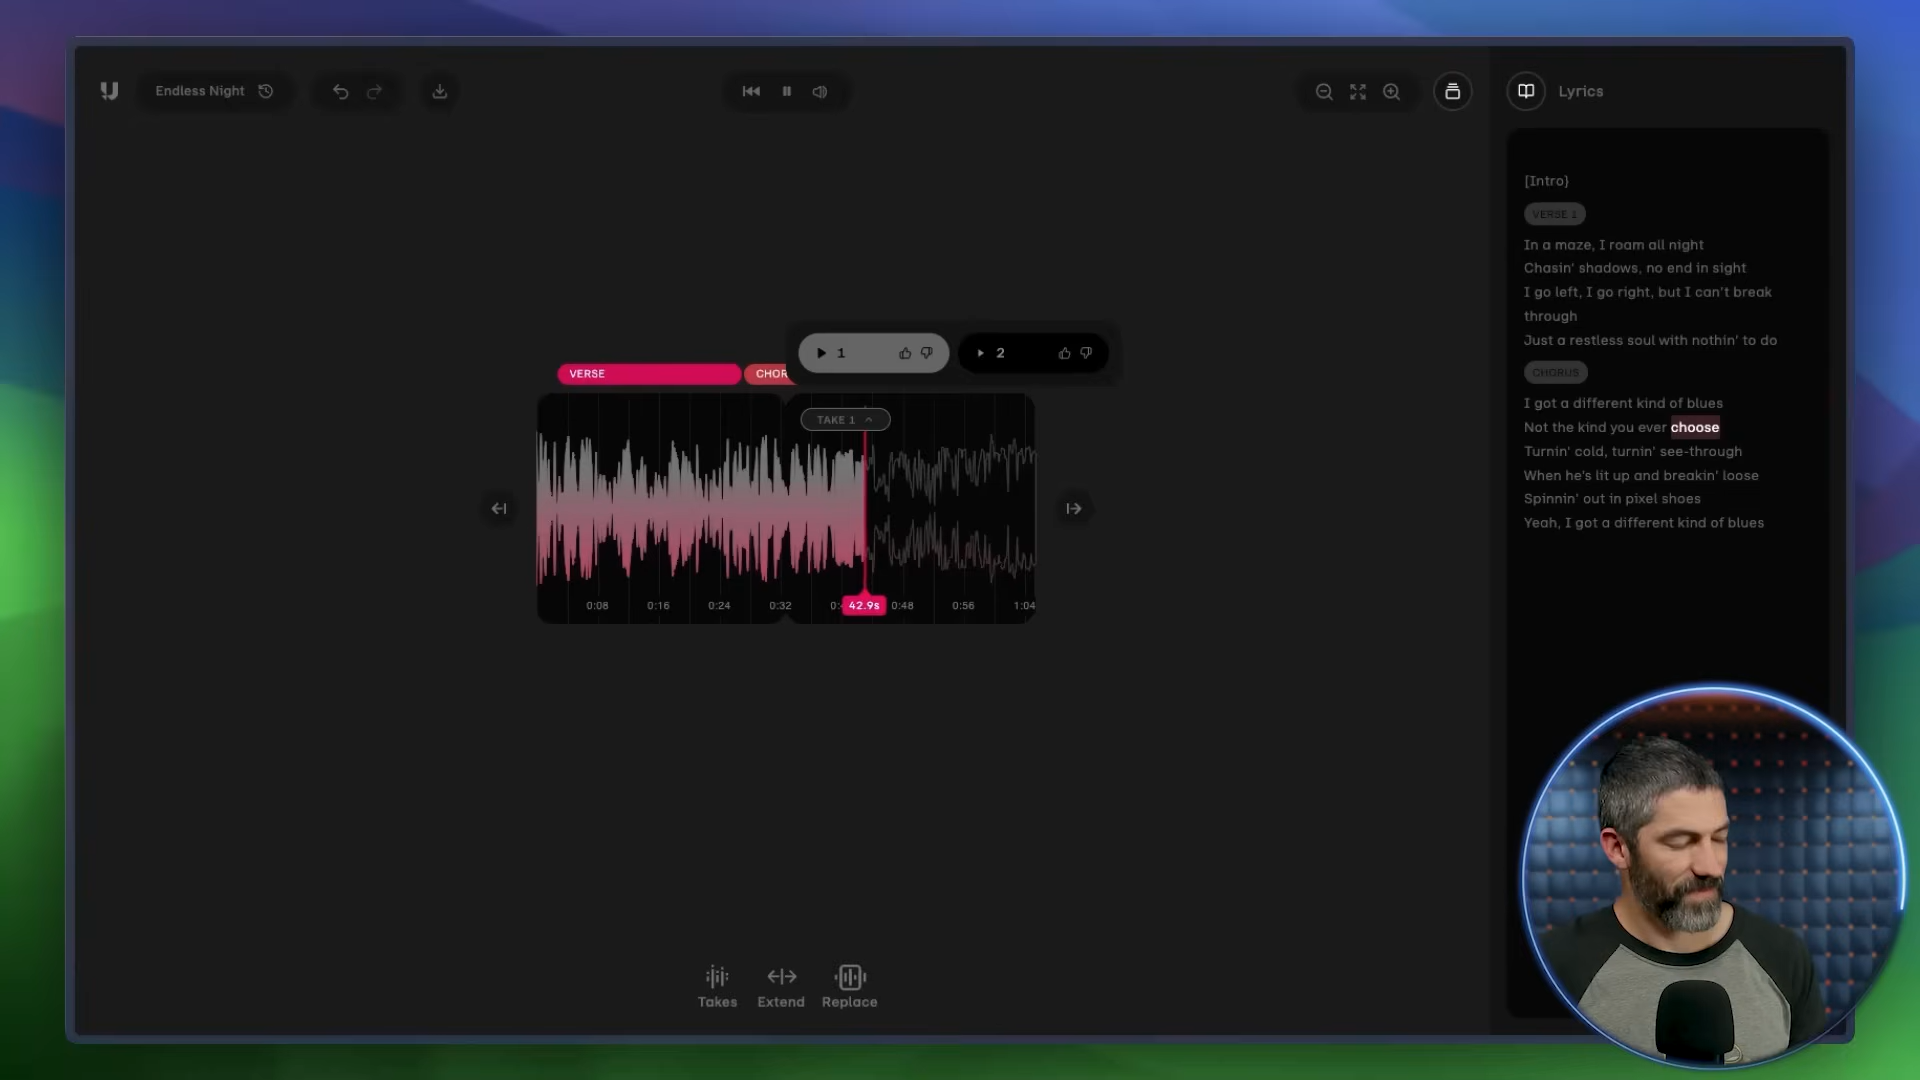 Endless Night
Lyrics
[Intro}
VERSE 1
In a maze, I roam all night
Chasin' shadows, no end in sight
I go left, I go right, but I can't break
through
Just a restless soul with nothin' to do
CHORUS
I got a different kind of blues
Not the kind you ever choose
Turnin' cold, turnin' see-through
When he's lit up and breakin' loose
Spinnin' out in pixel shoes
Yeah, I got a different kind of blues
1
2
VERSE
CHOR
TAKE 1
0:08
0:16
0:24
0:32
42.9s
0:48
0:56
1:04
Takes
Extend
Replace